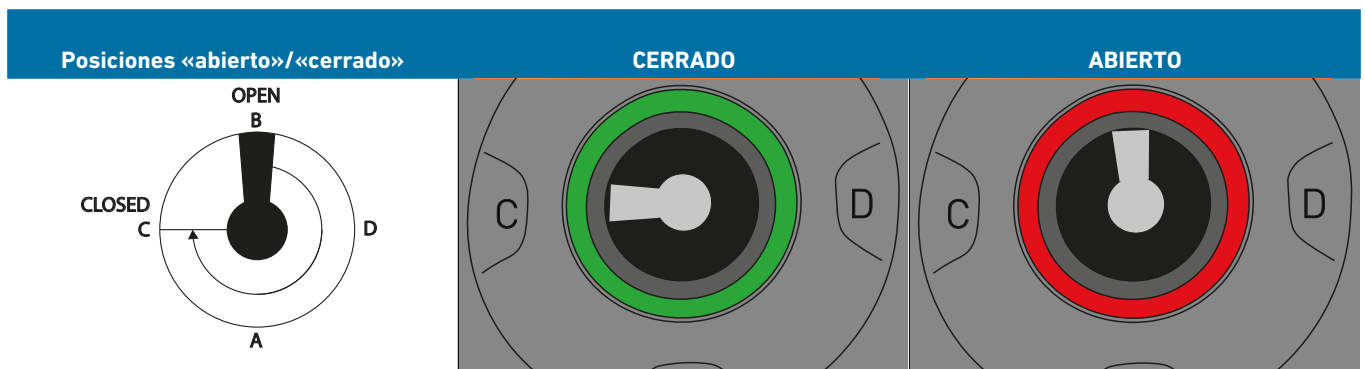 Posiciones «abierto»/«cerrado»
CERRADO
ABIERTO
OPEN
B
CLOSED
C
D
A
C
D
C
D